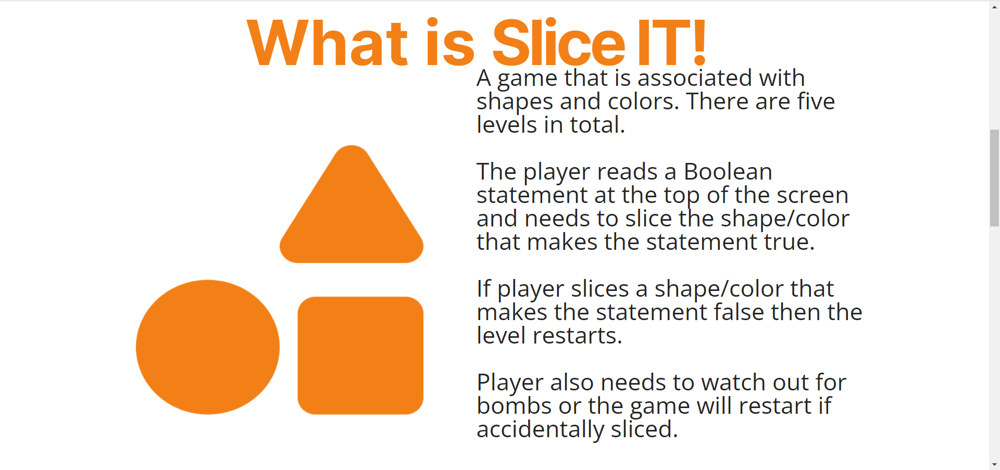 What is Slice IT!
A game that is associated with
shapes and colors. There are five
levels in total.
The player reads a Boolean
statement at the top of the screen
and needs to slice the shape/color
that makes the statement true.
If player slices a shape/color that
makes the statement false then the
level restarts.
Player also needs to watch out for
bombs or the game will restart if
accidentally sliced.